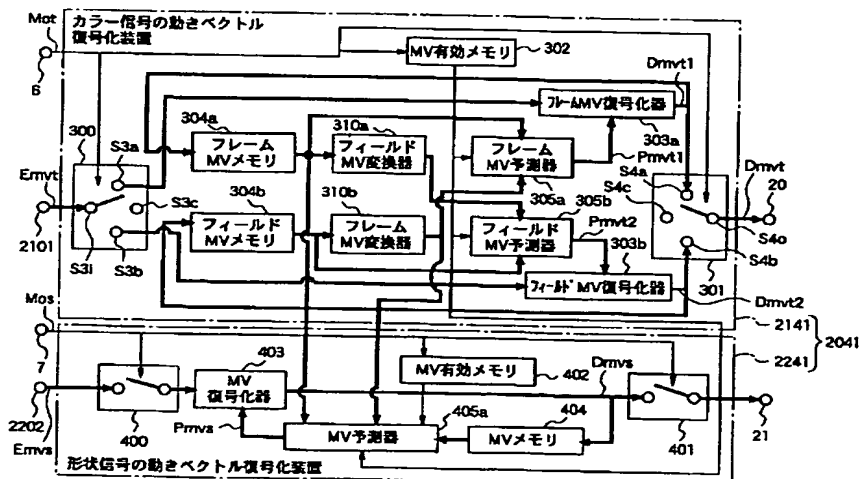 Mot
カラー信号の動きベクトル
復号化装置
6
MV有効メモリ
302
Dmvt1
フレームMV復号化器
303a
300
S3a
304a
フレーム
MVメモリ
310a
フィールド
MV変換器
フレーム
MV予測器
305a
Pmvt1
S4a
Dmvt
20
Emvt
2101
S3i
S3c
S3b
304b
フィールド
MVメモリ
310b
フレーム
MV変換器
フィールド
MV予測器
305b
Pmvt2
303b
フィールド MV復号化器
S4c
S4o
S4b
301
Dmvt2
Mos
7
2141
2241
2041
403
MV
復号化器
MV有効メモリ
402
Dmvs
2202
Emvs
400
Pmvs
MV予測器
405a
404
MVメモリ
401
21
形状信号の動きベクトル復号化装置